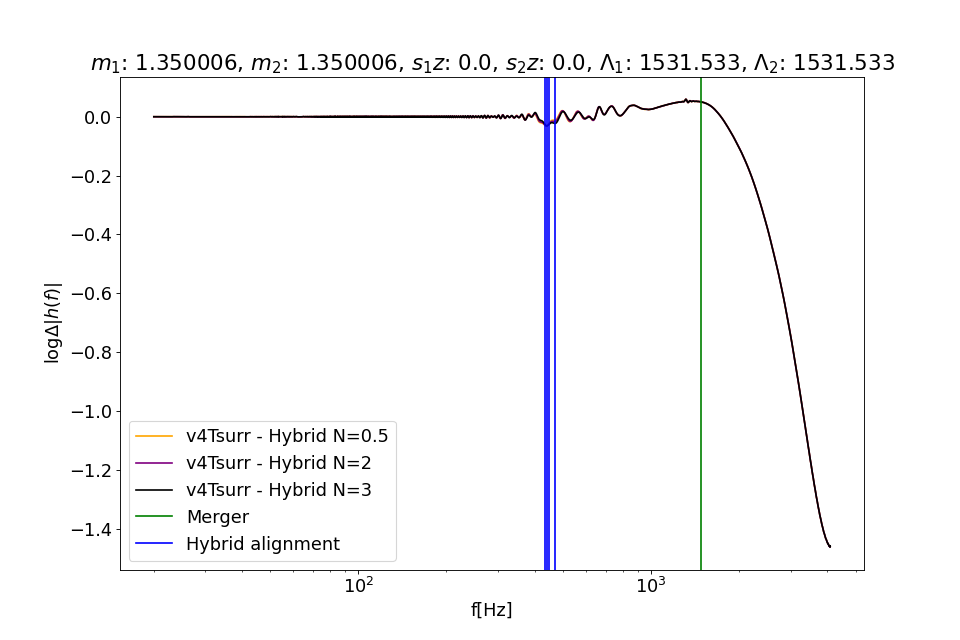 m₁: 1.350006, m₂: 1.350006, s₁z: 0.0, s₂z: 0.0, Λ₁: 1531.533, Λ₂: 1531.533
logΔ|h(f)|
0.0
−0.2
−0.4
−0.6
−0.8
−1.0
−1.2
−1.4
v4Tsurr - Hybrid N=0.5
v4Tsurr - Hybrid N=2
v4Tsurr - Hybrid N=3
Merger
Hybrid alignment
10²
10³
f[Hz]